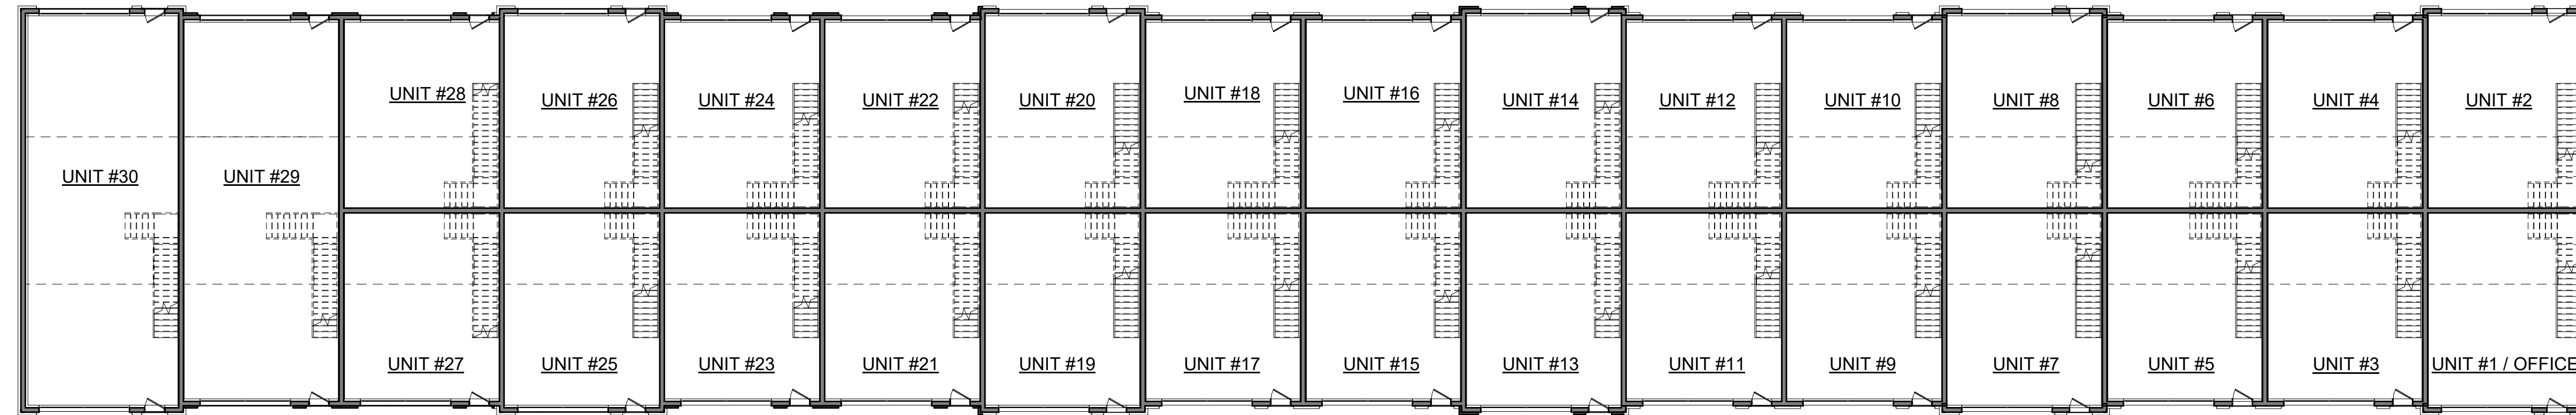 UNIT #28
UNIT #26
UNIT #24
UNIT #22
UNIT #20
UNIT #18
UNIT #16
UNIT #14
UNIT #12
UNIT #10
UNIT #8
UNIT #6
UNIT #4
UNIT #2
UNIT #30
UNIT #29
UNIT #27
UNIT #25
UNIT #23
UNIT #21
UNIT #19
UNIT #17
UNIT #15
UNIT #13
UNIT #11
UNIT #9
UNIT #7
UNIT #5
UNIT #3
UNIT #1 / OFFICE